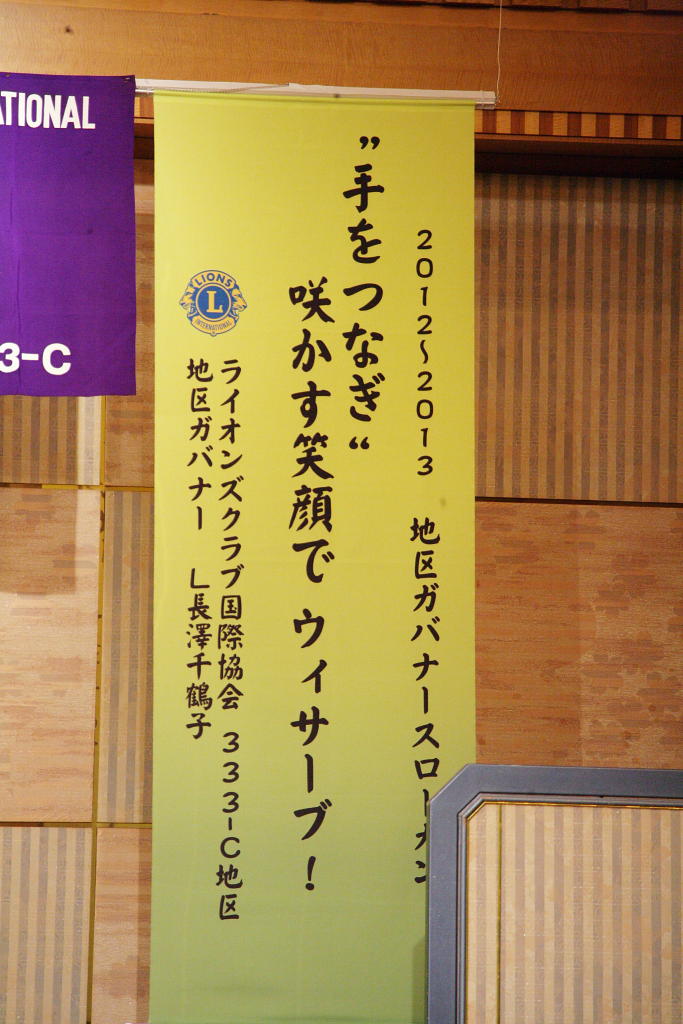 2012~2013 地区ガバナースローガン
”手をつなぎ“
咲かす笑顔で ウィサーブ！
LIONS
L
INTERNATIONAL
ライオンズクラブ国際協会 333-C地区
地区ガバナー L長澤千鶴子
ATIONAL
3-C